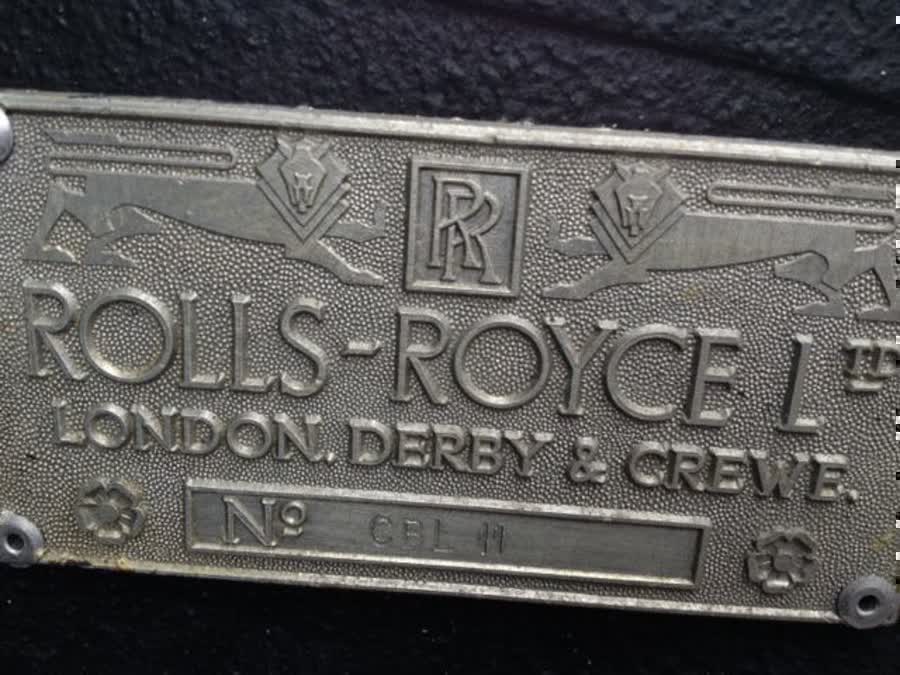 RR
ROLLS-ROYCE LTD
LONDON. DERBY & CREWE.
Nº CBL 11